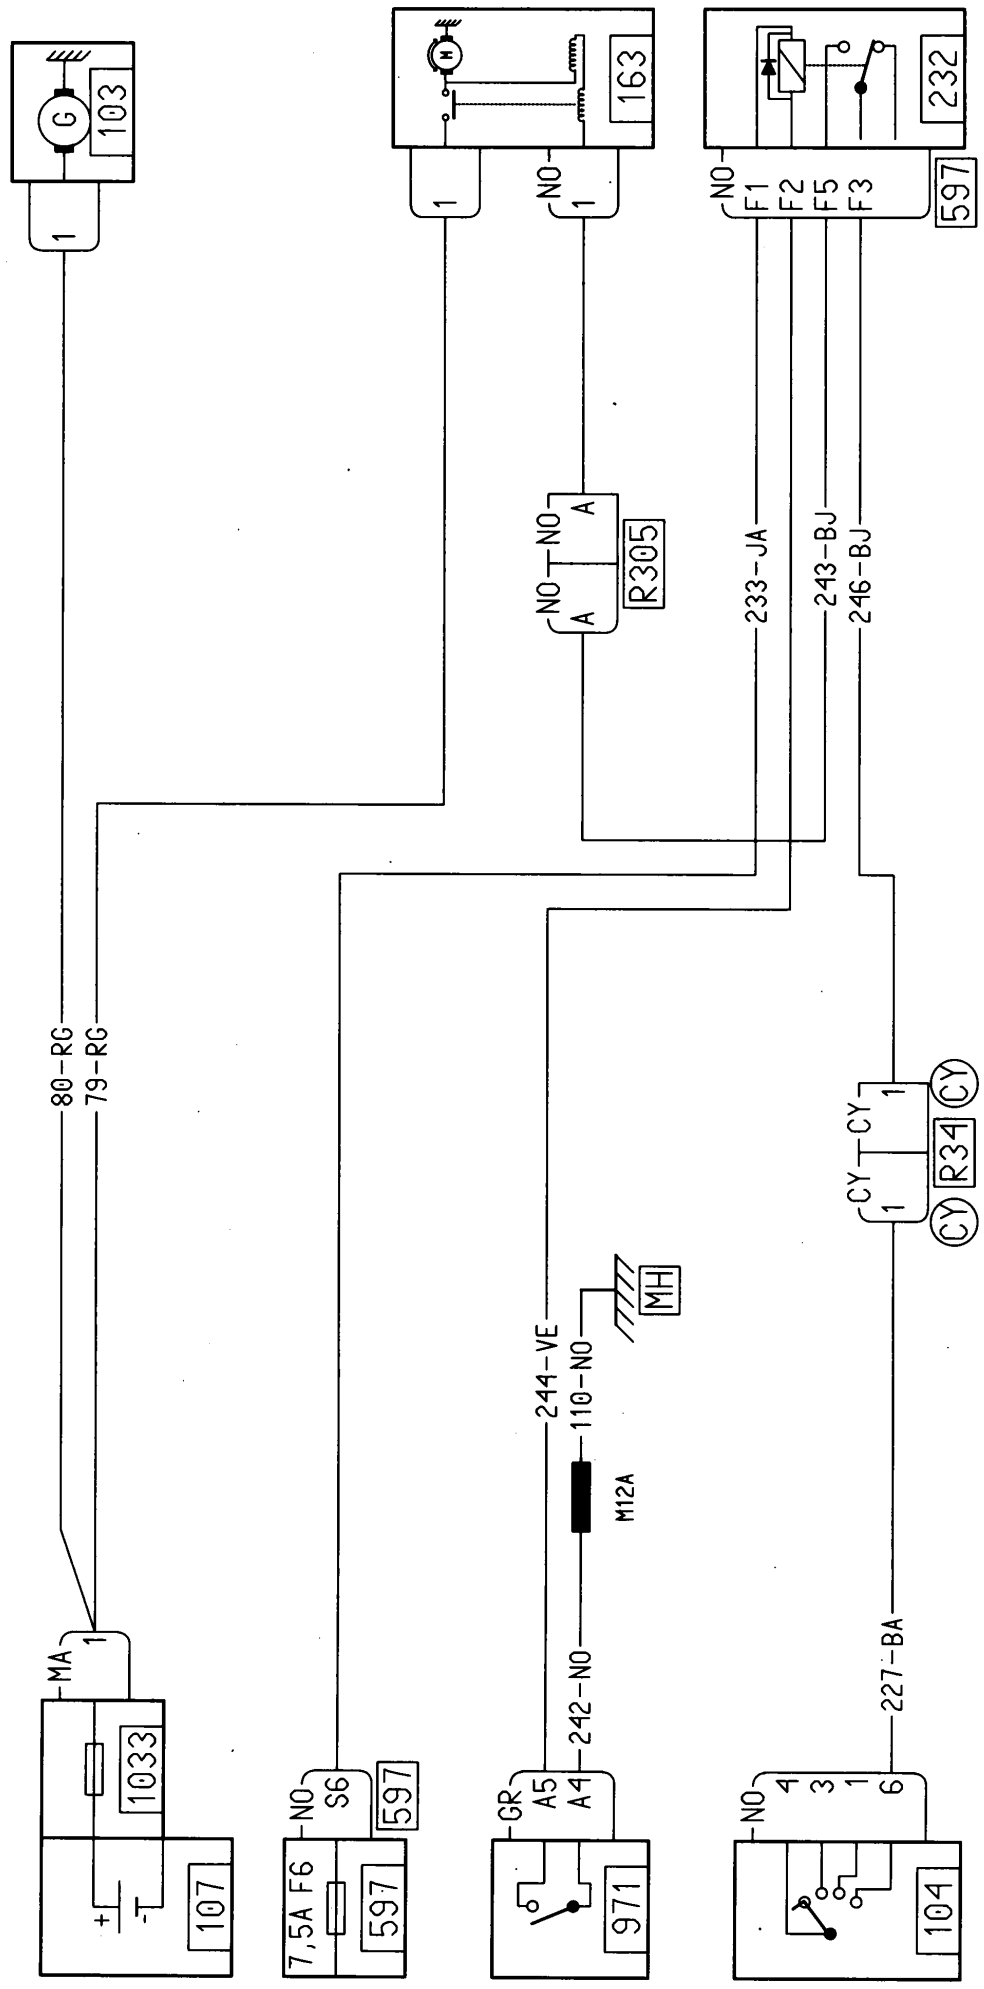 107
+
-
1033
MA
1
80-RG
79-RG
1
G
103
7,5A F6
597
NO
S6
597
1
M
163
NO
1
NO
NO
A
A
R305
971
GR
A5
A4
244-VE
242-NO
M12A
110-NO
MH
233-JA
243-BJ
246-BJ
NO
F1
F2
F5
F3
232
597
104
NO
4
3
1
6
227-BA
CY
CY
1
1
CY
R34
CY